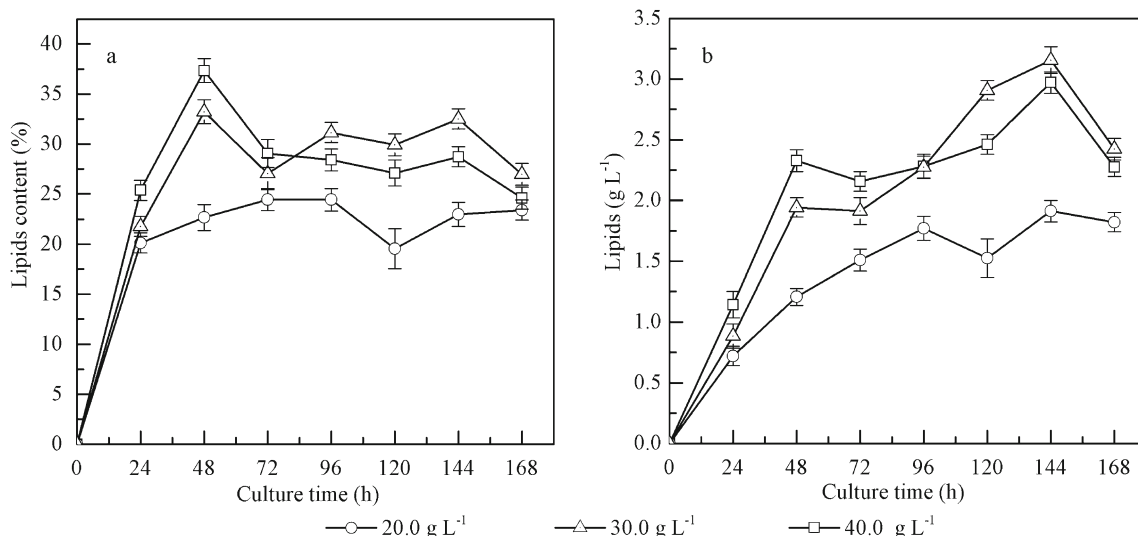 a
Lipids content (%)
40
35
30
25
20
15
10
5
0
0 24 48 72 96 120 144 168
Culture time (h)
b
Lipids (g L⁻¹)
3.5
3.0
2.5
2.0
1.5
1.0
0.5
0.0
0 24 48 72 96 120 144 168
Culture time (h)
20.0 g L⁻¹ 30.0 g L⁻¹ 40.0 g L⁻¹